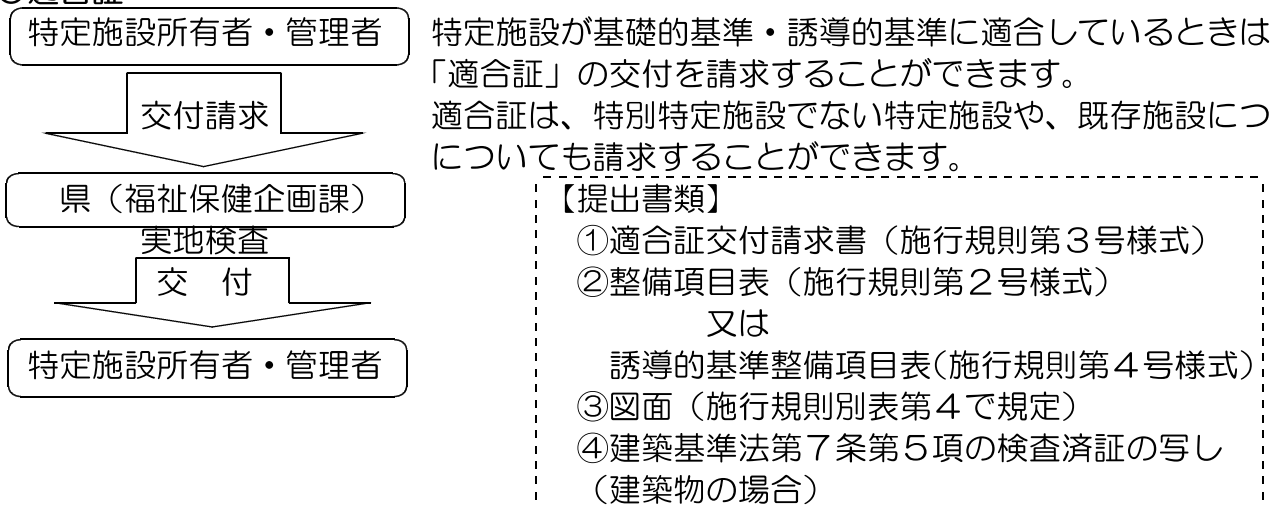 特定施設所有者・管理者
交付請求
県（福祉保健企画課）
実地検査
交　付
特定施設所有者・管理者
特定施設が基礎的基準・誘導的基準に適合しているときは
「適合証」の交付を請求することができます。
適合証は、特別特定施設でない特定施設や、既存施設につ
についても請求することができます。
【提出書類】
①適合証交付請求書（施行規則第３号様式）
②整備項目表（施行規則第２号様式）
又は
誘導的基準整備項目表(施行規則第４号様式)
③図面（施行規則別表第４で規定）
④建築基準法第７条第５項の検査済証の写し
（建築物の場合）